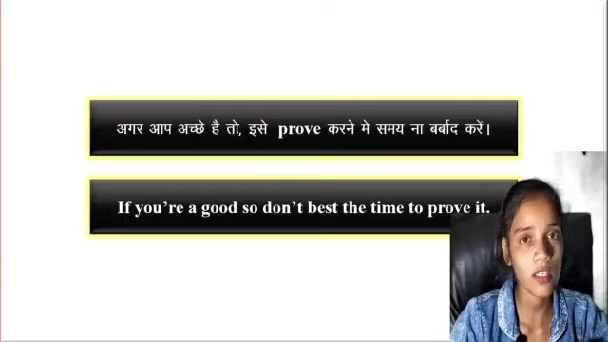 अगर आप अच्छे है तो, इसे prove करने मे समय ना बर्बाद करें।
If you're a good so don't best the time to prove it.